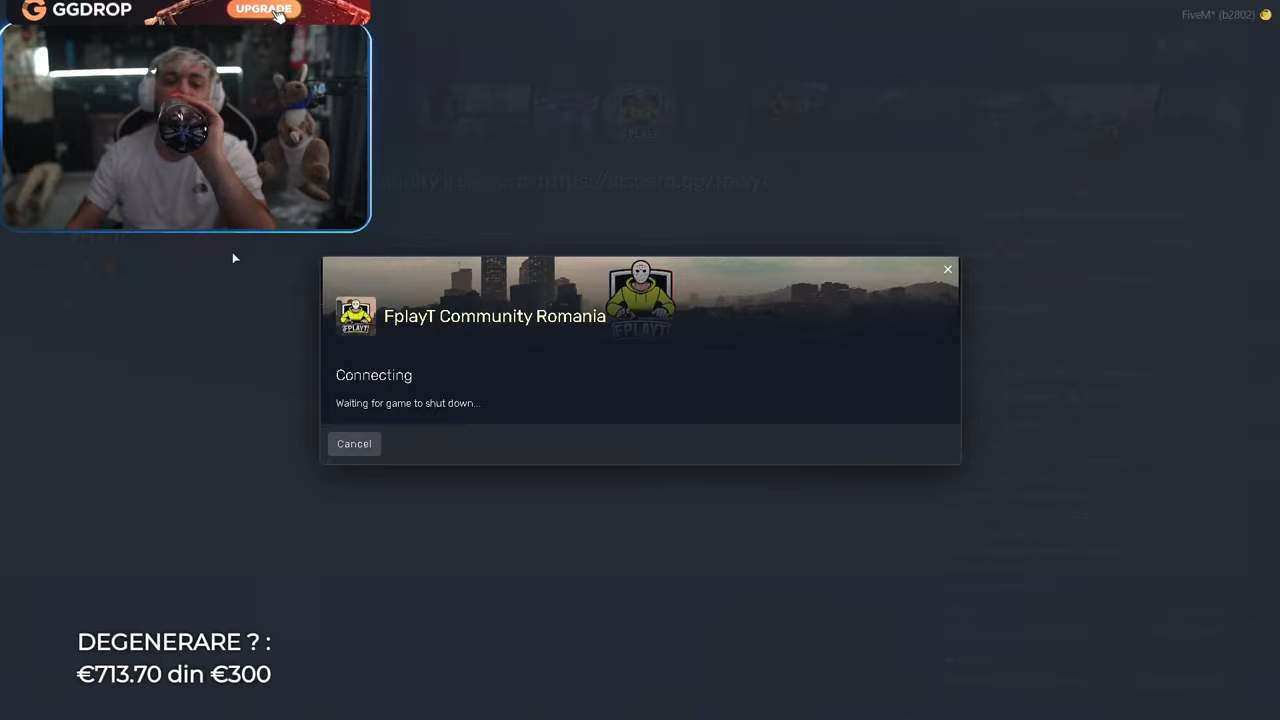 GGDROP
UPGRADE
FiveM* (b2802)
FplayT Community Romania
FPLAYT
FPLAYT
Connecting
Waiting for game to shut down...
Cancel
DEGENERARE ? :
€713.70 din €300